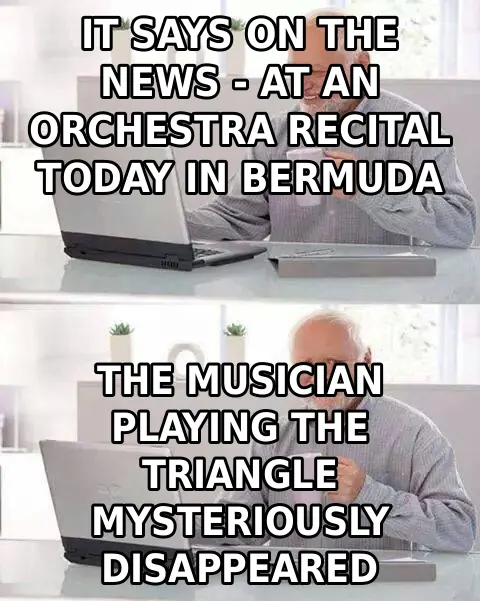 IT SAYS ON THE
NEWS - AT AN
ORCHESTRA RECITAL
TODAY IN BERMUDA
THE MUSICIAN
PLAYING THE
TRIANGLE
MYSTERIOUSLY
DISAPPEARED